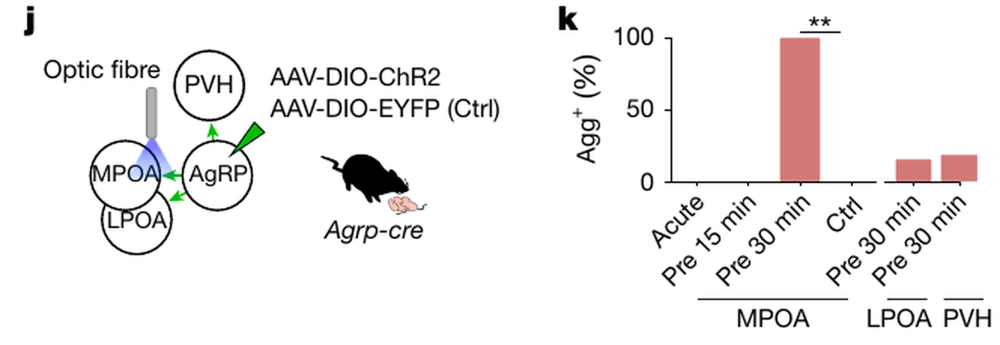 j
Optic fibre
PVH
AAV-DIO-ChR2
AAV-DIO-EYFP (Ctrl)
MPOA
AgRP
LPOA
Agrp-cre
k
**
Agg⁺ (%)
100
50
0
Acute
Pre 15 min
Pre 30 min
Ctrl
Pre 30 min
Pre 30 min
MPOA
LPOA
PVH